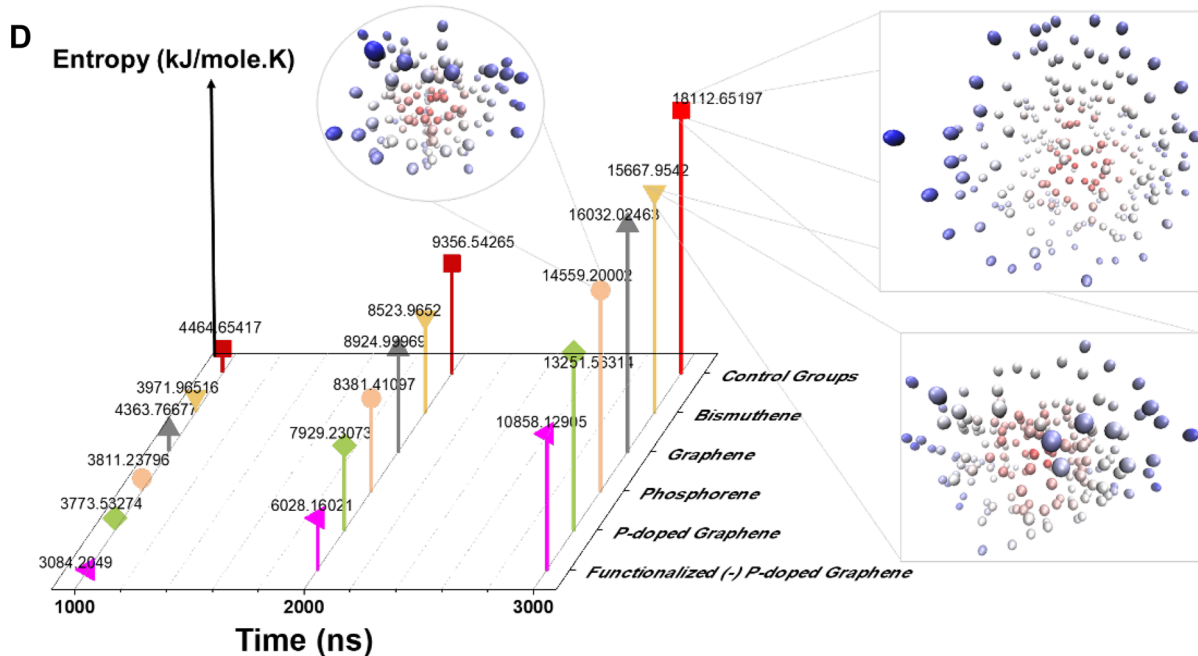 D
Entropy (kJ/mole.K)
18112.65197
15667.9542
16032.02463
9356.54265
14559.20002
8523.9652
4464.65417
8924.99969
13251.56314
Control Groups
3971.96516
8381.41097
Bismuthene
4363.76677
10858.12905
Graphene
7929.23073
3811.23796
Phosphorene
3773.53274
6028.16021
P-doped Graphene
3084.2049
Functionalized (-) P-doped Graphene
1000 2000 3000
Time (ns)